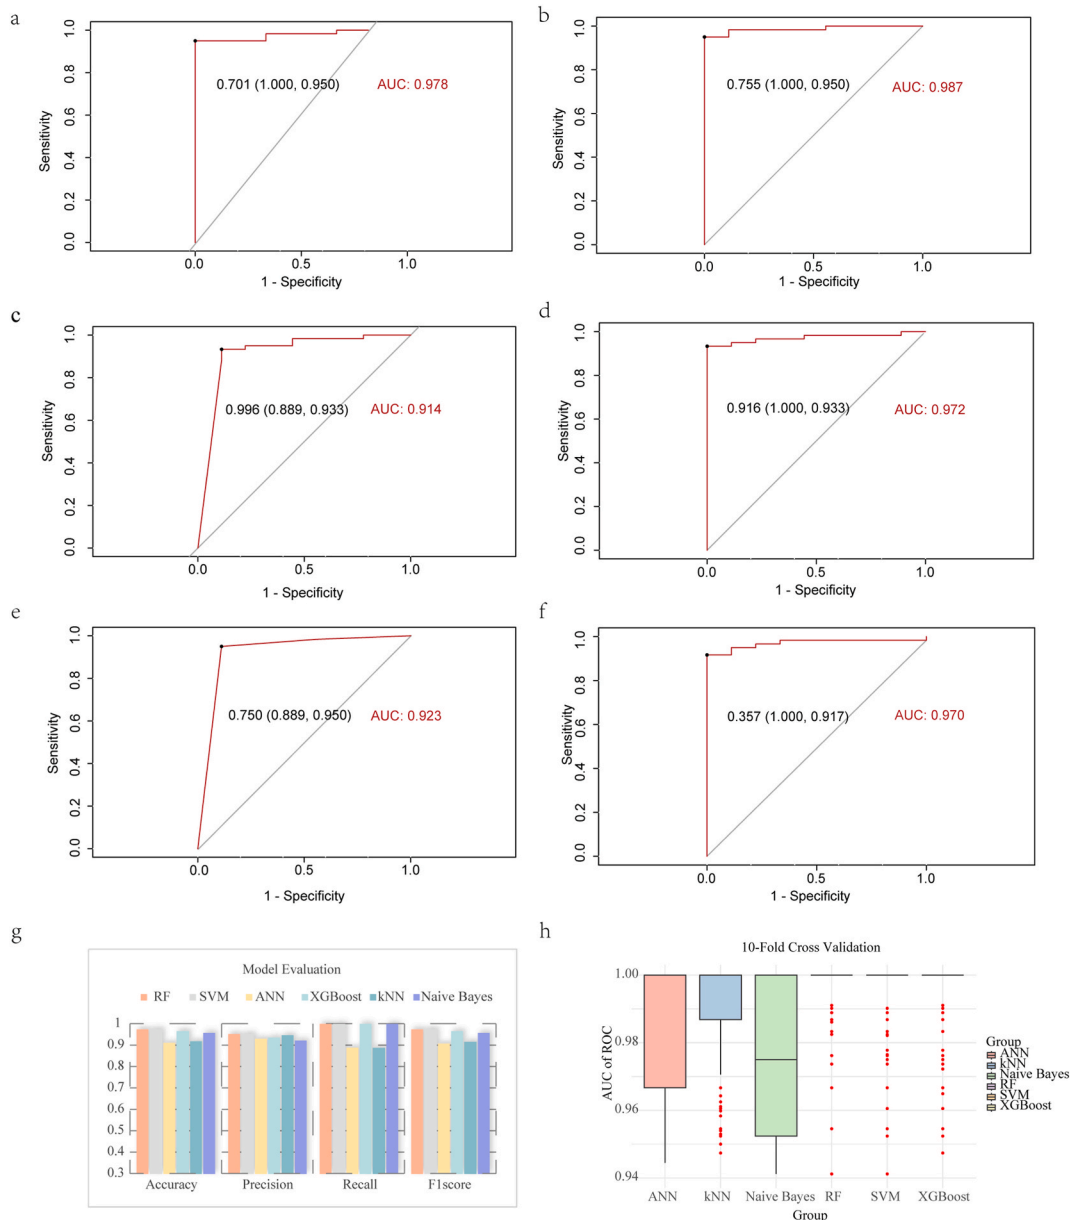 a
Sensitivity
0.0 0.2 0.4 0.6 0.8 1.0
0.701 (1.000, 0.950)
AUC: 0.978
0.0 0.5 1.0
1 - Specificity
b
Sensitivity
0.0 0.2 0.4 0.6 0.8 1.0
0.755 (1.000, 0.950)
AUC: 0.987
0.0 0.5 1.0
1 - Specificity
c
Sensitivity
0.0 0.2 0.4 0.6 0.8 1.0
0.996 (0.889, 0.933)
AUC: 0.914
0.0 0.5 1.0
1 - Specificity
d
Sensitivity
0.0 0.2 0.4 0.6 0.8 1.0
0.916 (1.000, 0.933)
AUC: 0.972
0.0 0.5 1.0
1 - Specificity
e
Sensitivity
0.0 0.2 0.4 0.6 0.8 1.0
0.750 (0.889, 0.950)
AUC: 0.923
0.0 0.5 1.0
1 - Specificity
f
Sensitivity
0.0 0.2 0.4 0.6 0.8 1.0
0.357 (1.000, 0.917)
AUC: 0.970
0.0 0.5 1.0
1 - Specificity
g
Model Evaluation
RF SVM ANN XGBoost kNN Naive Bayes
1
0.9
0.8
0.7
0.6
0.5
0.4
0.3
Accuracy Precision Recall F1score
h
10-Fold Cross Validation
AUC of ROC
1.00
0.98
0.96
0.94
ANN kNN Naive Bayes RF SVM XGBoost
Group
Group
ANN
kNN
Naive Bayes
RF
SVM
XGBoost